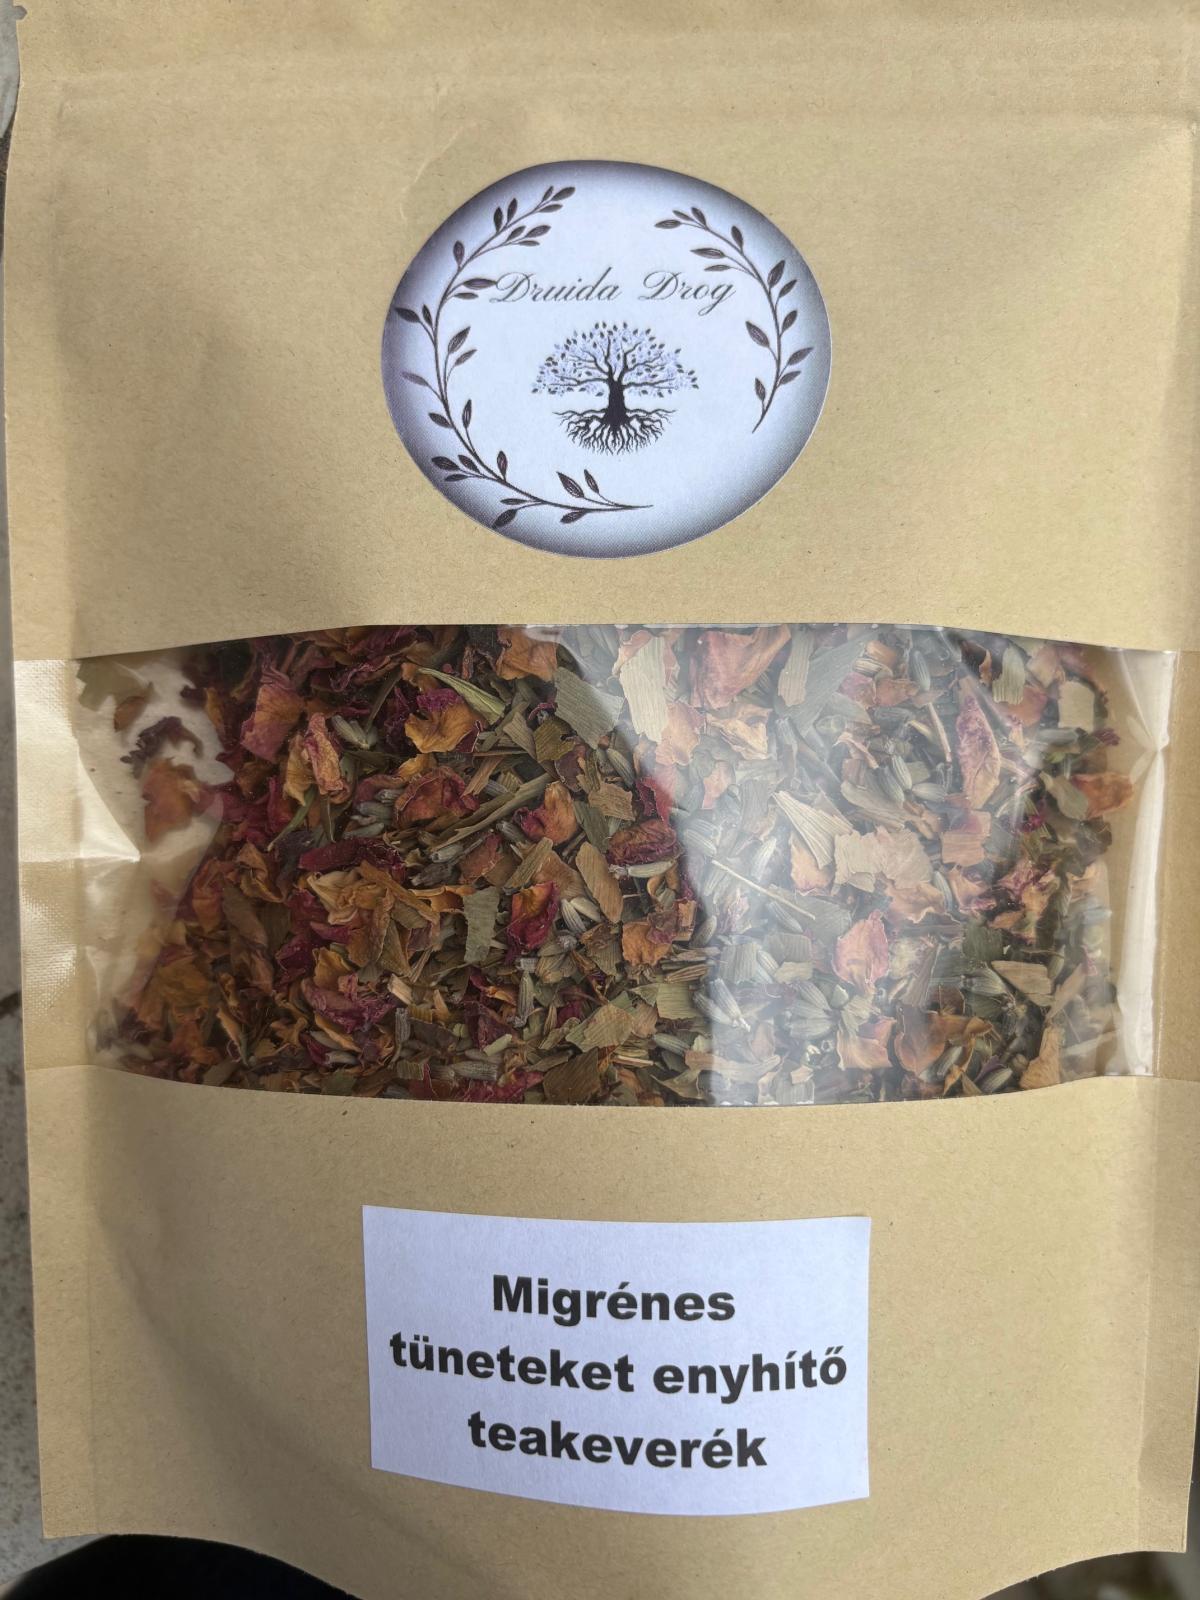 Druida Drog
Migrénes
tüneteket enyhítő
teakeverék